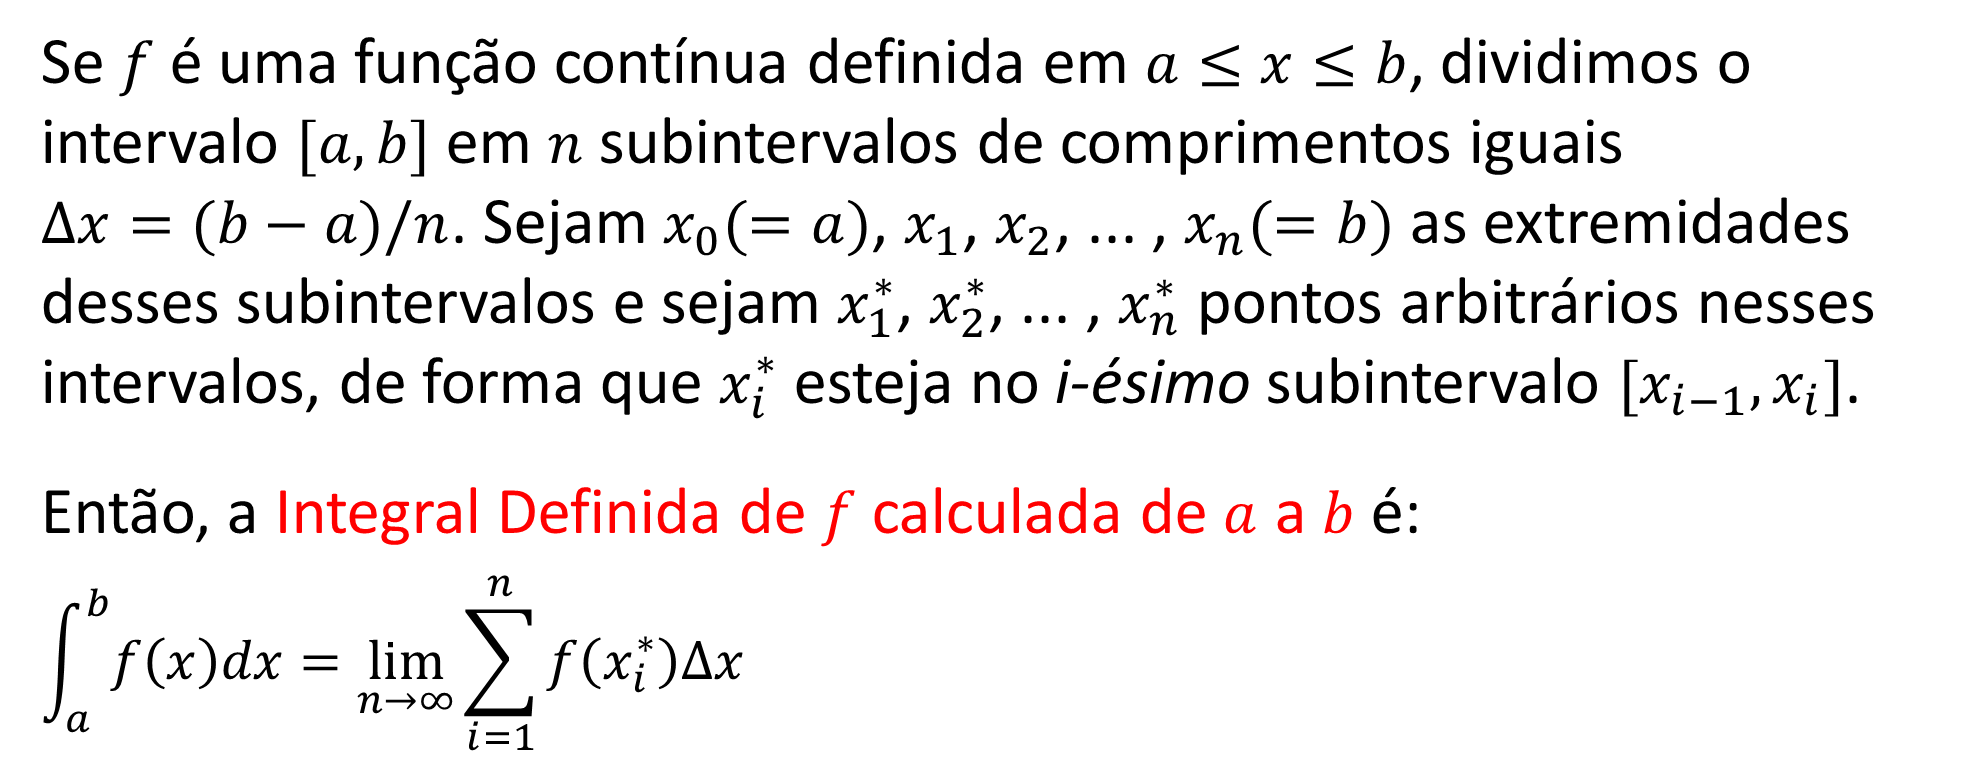 Se 𝑓 é uma função contínua definida em 𝑎 ≤ 𝑥 ≤ 𝑏, dividimos o
intervalo [𝑎, 𝑏] em 𝑛 subintervalos de comprimentos iguais
Δ𝑥 = (𝑏 − 𝑎)/𝑛. Sejam 𝑥₀(= 𝑎), 𝑥₁, 𝑥₂, … , 𝑥ₙ(= 𝑏) as extremidades
desses subintervalos e sejam 𝑥₁*, 𝑥₂*, … , 𝑥ₙ* pontos arbitrários nesses
intervalos, de forma que 𝑥ᵢ* esteja no i-ésimo subintervalo [𝑥ᵢ₋₁, 𝑥ᵢ].
Então, a Integral Definida de 𝑓 calculada de 𝑎 a 𝑏 é:
∫_𝑎^𝑏 𝑓(𝑥)𝑑𝑥 = lim_{𝑛→∞} ∑_{𝑖=1}^{𝑛} 𝑓(𝑥ᵢ*)Δ𝑥